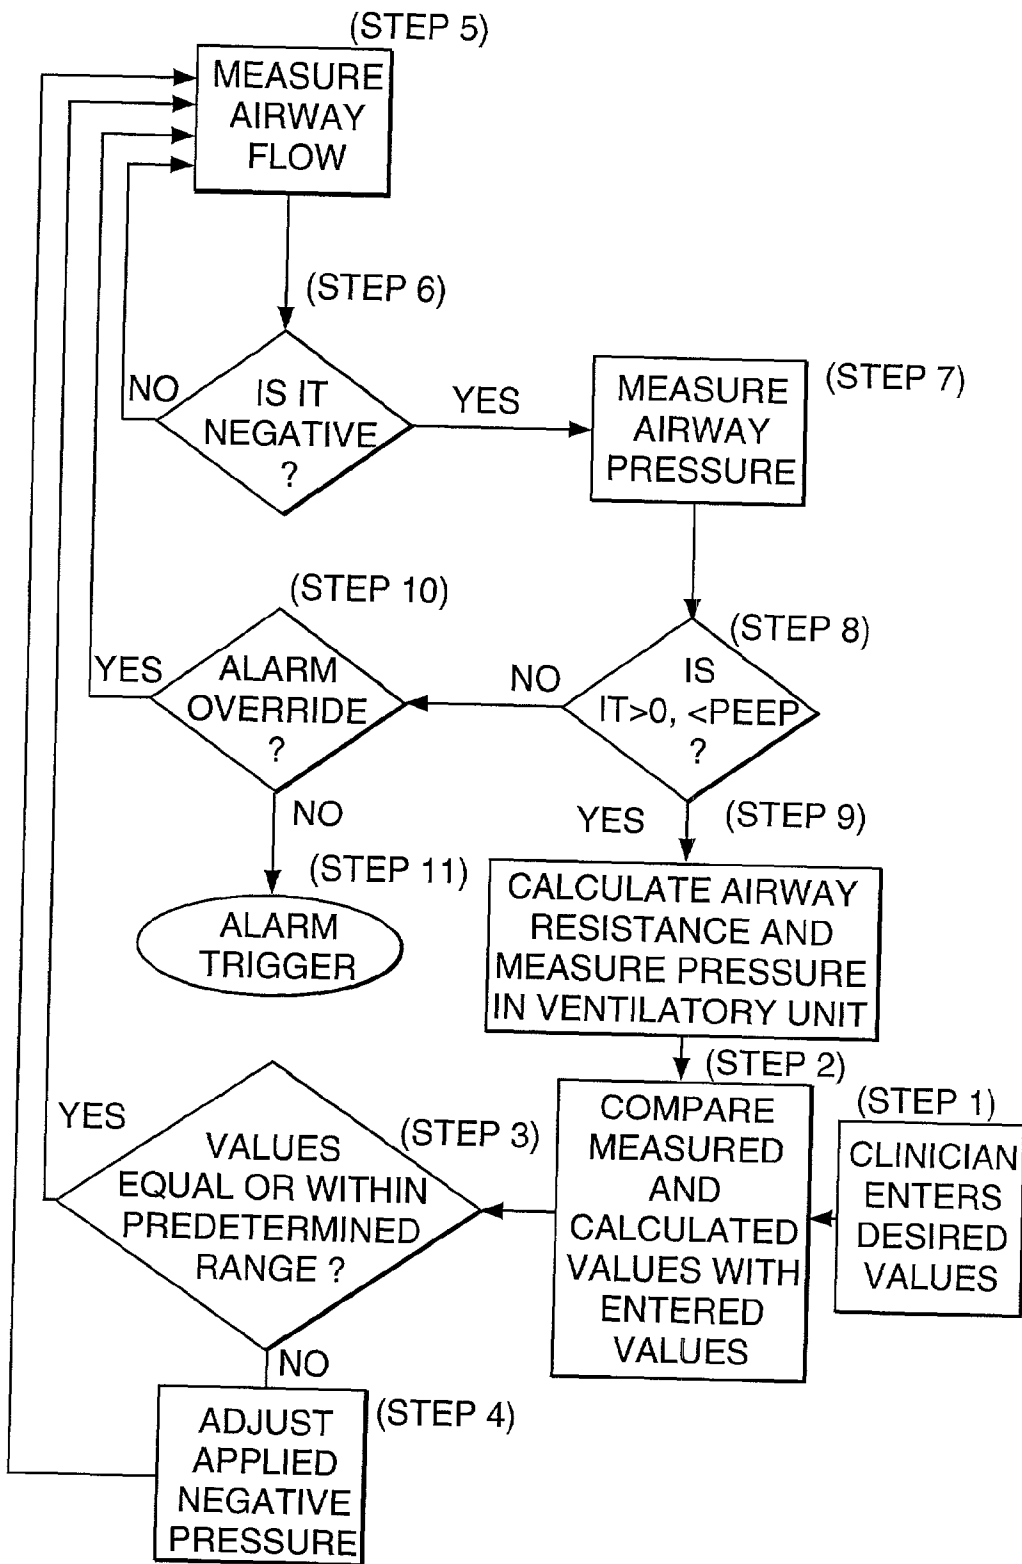 (STEP 5)
MEASURE
AIRWAY
FLOW
(STEP 6)
NO
IS IT
NEGATIVE
?
YES
MEASURE
AIRWAY
PRESSURE
(STEP 7)
(STEP 10)
YES
ALARM
OVERRIDE
?
NO
(STEP 8)
IS
IT>0, <PEEP
?
NO
(STEP 11)
ALARM
TRIGGER
YES
(STEP 9)
CALCULATE AIRWAY
RESISTANCE AND
MEASURE PRESSURE
IN VENTILATORY UNIT
(STEP 2)
COMPARE
MEASURED
AND
CALCULATED
VALUES WITH
ENTERED
VALUES
(STEP 1)
CLINICIAN
ENTERS
DESIRED
VALUES
YES
(STEP 3)
VALUES
EQUAL OR WITHIN
PREDETERMINED
RANGE ?
NO
(STEP 4)
ADJUST
APPLIED
NEGATIVE
PRESSURE